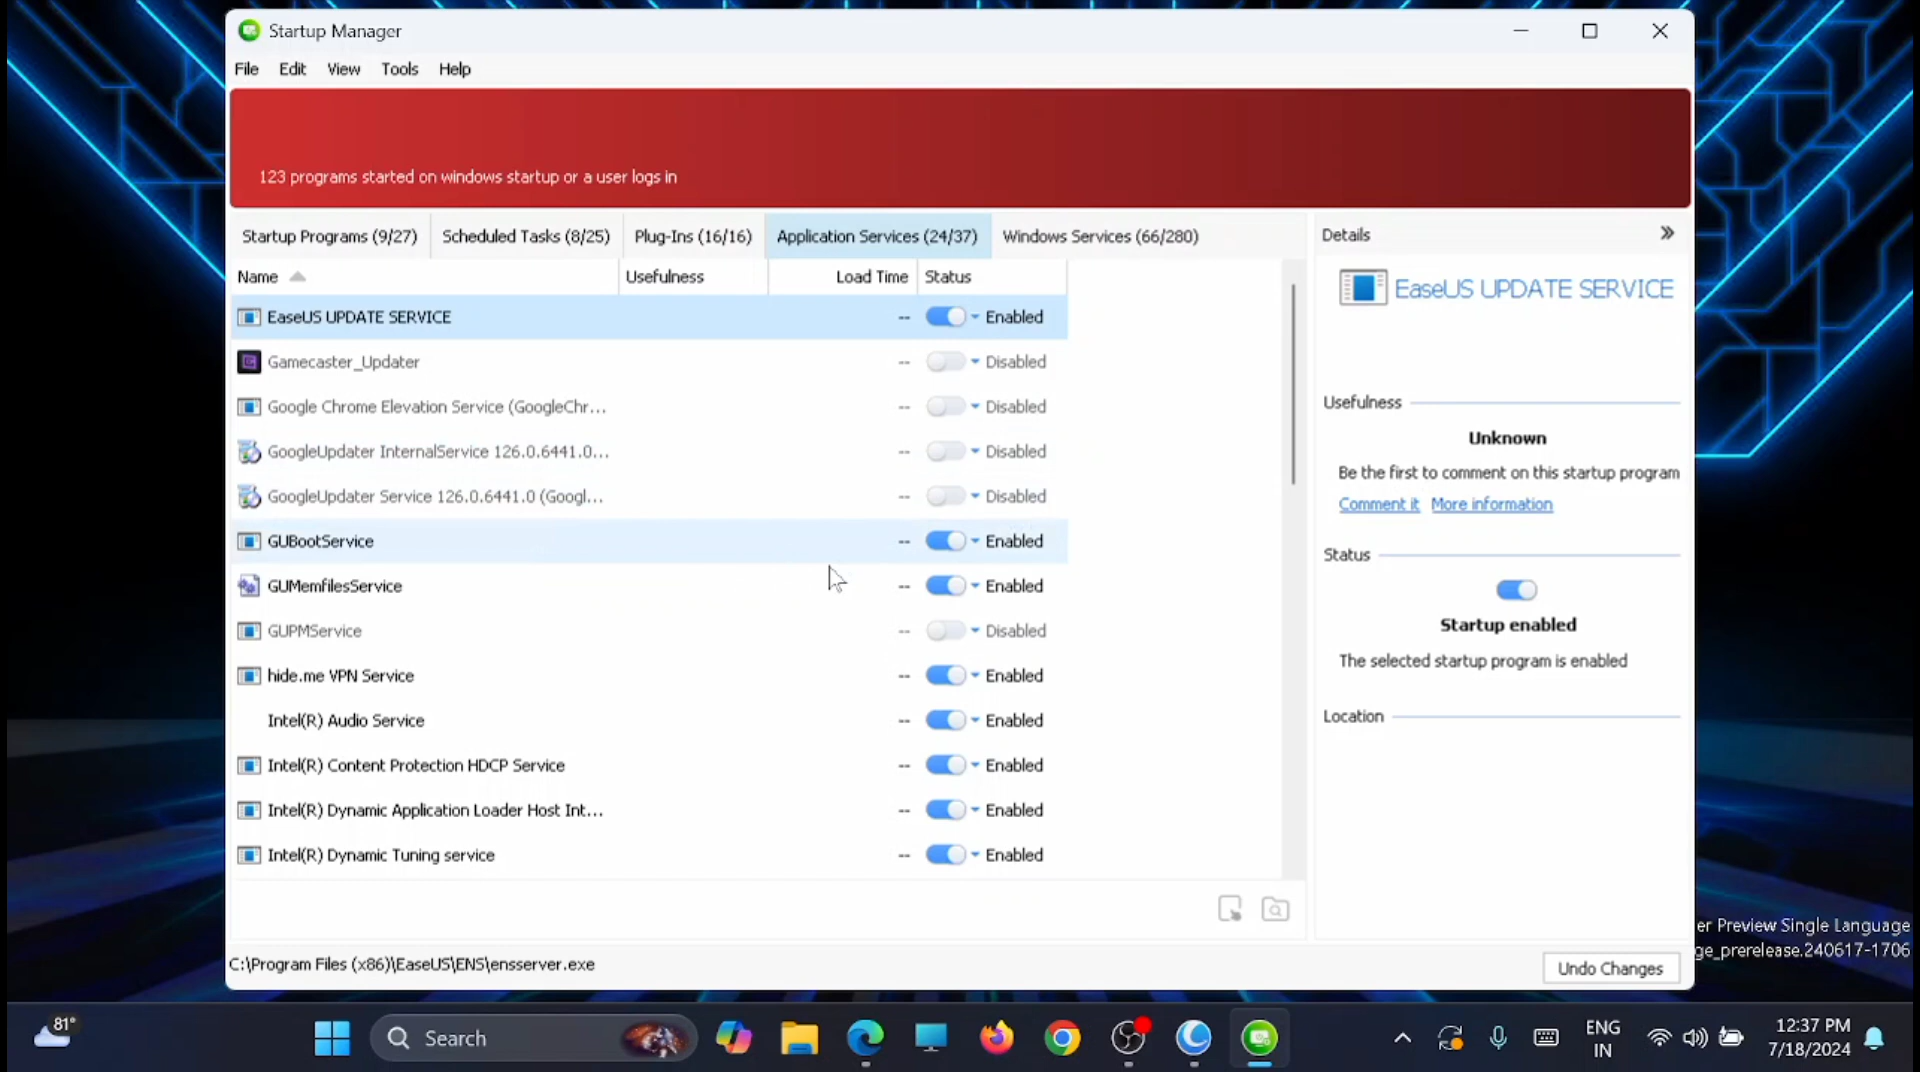 Startup Manager
File Edit View Tools Help
123 programs started on windows startup or a user logs in
Startup Programs (9/27) Scheduled Tasks (8/25) Plug-Ins (16/16) Application Services (24/37) Windows Services (66/280)
Name Usefulness Load Time Status
EaseUS UPDATE SERVICE -- Enabled
Gamecaster_Updater -- Disabled
Google Chrome Elevation Service (GoogleChr... -- Disabled
GoogleUpdater InternalService 126.0.6441.0... -- Disabled
GoogleUpdater Service 126.0.6441.0 (Googl... -- Disabled
GUBootService -- Enabled
GUMemfilesService -- Enabled
GUPMService -- Disabled
hide.me VPN Service -- Enabled
Intel(R) Audio Service -- Enabled
Intel(R) Content Protection HDCP Service -- Enabled
Intel(R) Dynamic Application Loader Host Int... -- Enabled
Intel(R) Dynamic Tuning service -- Enabled
Details
EaseUS UPDATE SERVICE
Usefulness
Unknown
Be the first to comment on this startup program
Comment it More information
Status
Startup enabled
The selected startup program is enabled
Location
C:\Program Files (x86)\EaseUS\ENS\ensserver.exe
Undo Changes
er Preview Single Language
ge_prerelease.240617-1706
81°
Search
ENG
IN
12:37 PM
7/18/2024